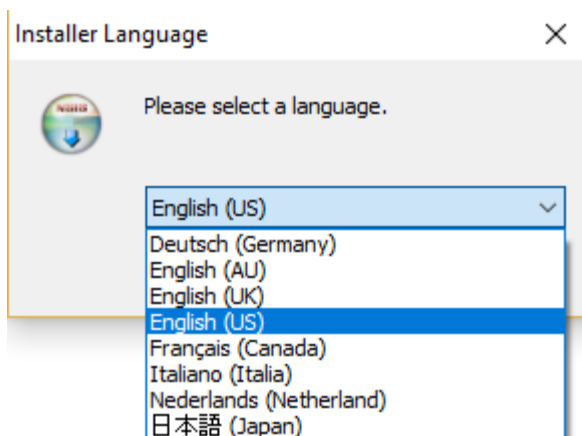 Installer Language
Please select a language.
English (US)
Deutsch (Germany)
English (AU)
English (UK)
English (US)
Français (Canada)
Italiano (Italia)
Nederlands (Netherland)
日本語 (Japan)